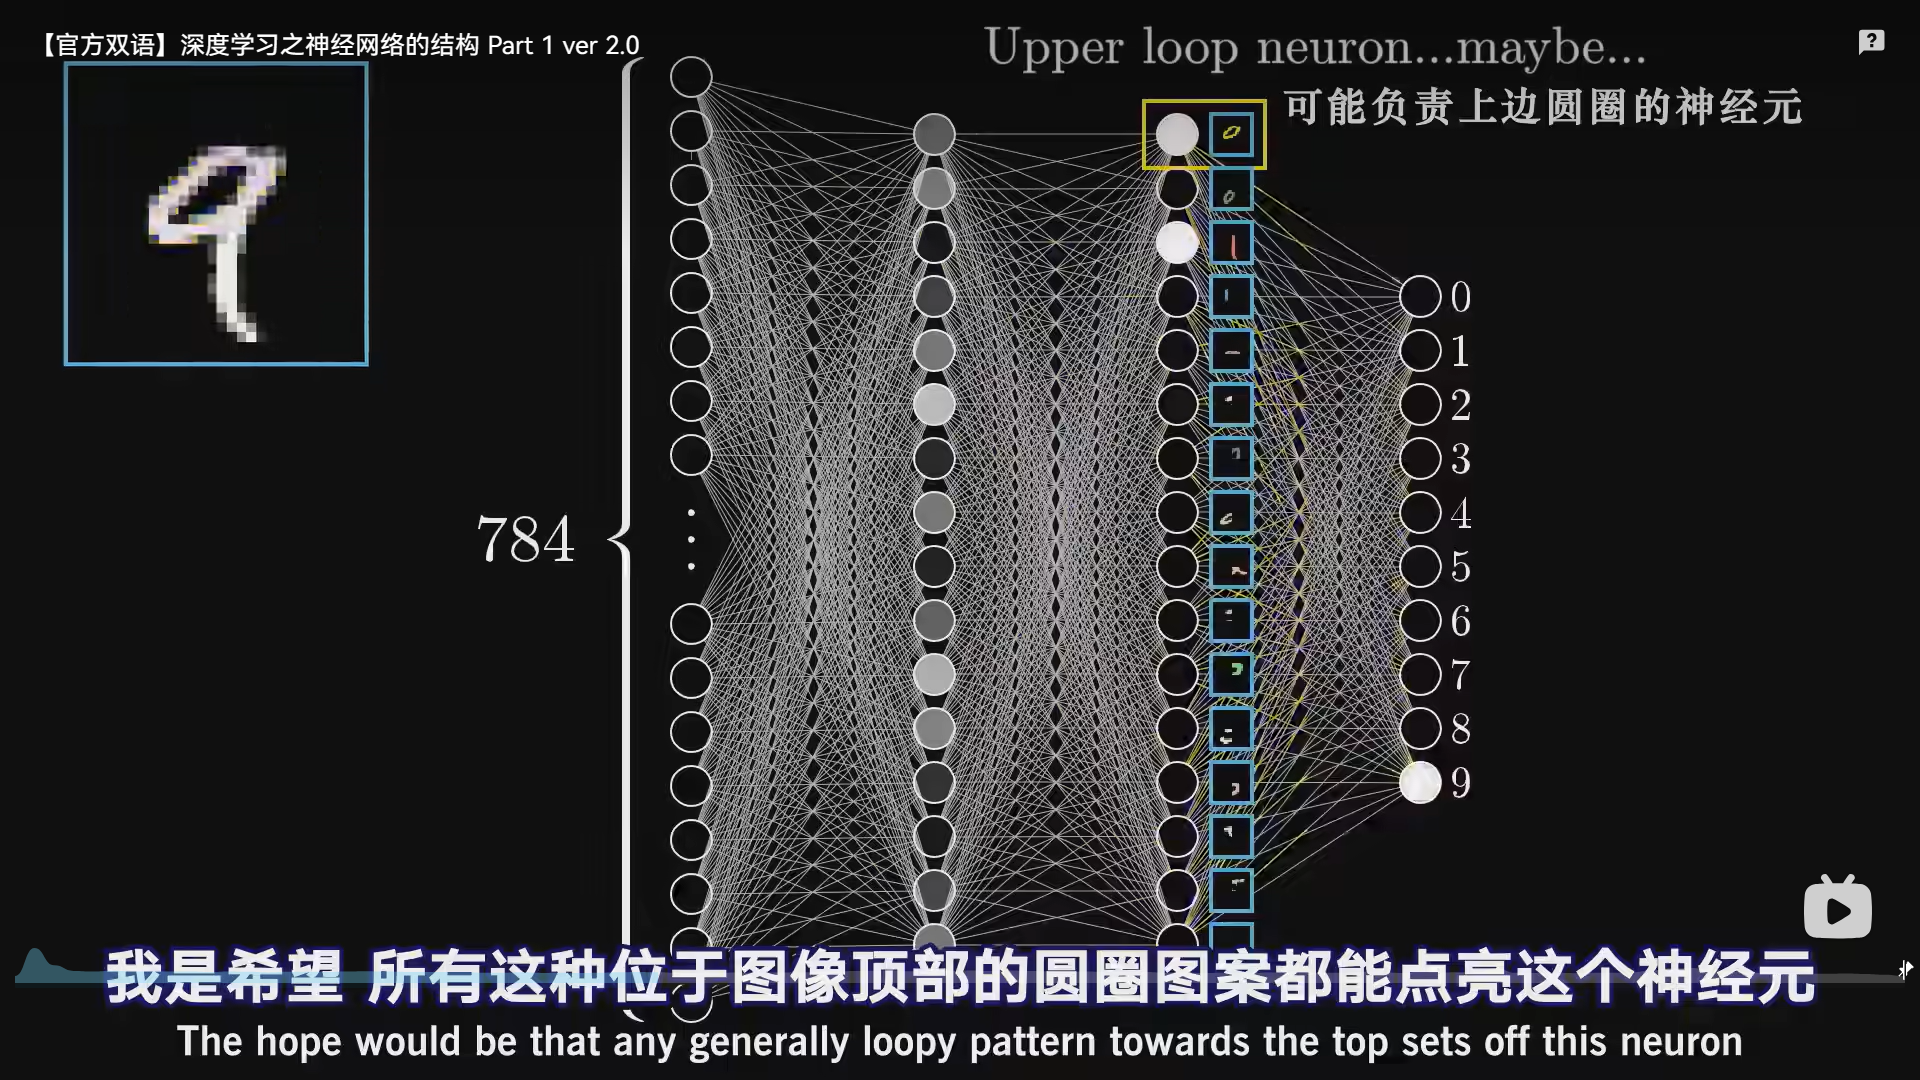 【官方双语】深度学习之神经网络的结构 Part 1 ver 2.0
Upper loop neuron...maybe...
可能负责上边圆圈的神经元
784
0
1
2
3
4
5
6
7
8
9
我是希望 所有这种位于图像顶部的圆圈图案都能点亮这个神经元
The hope would be that any generally loopy pattern towards the top sets off this neuron